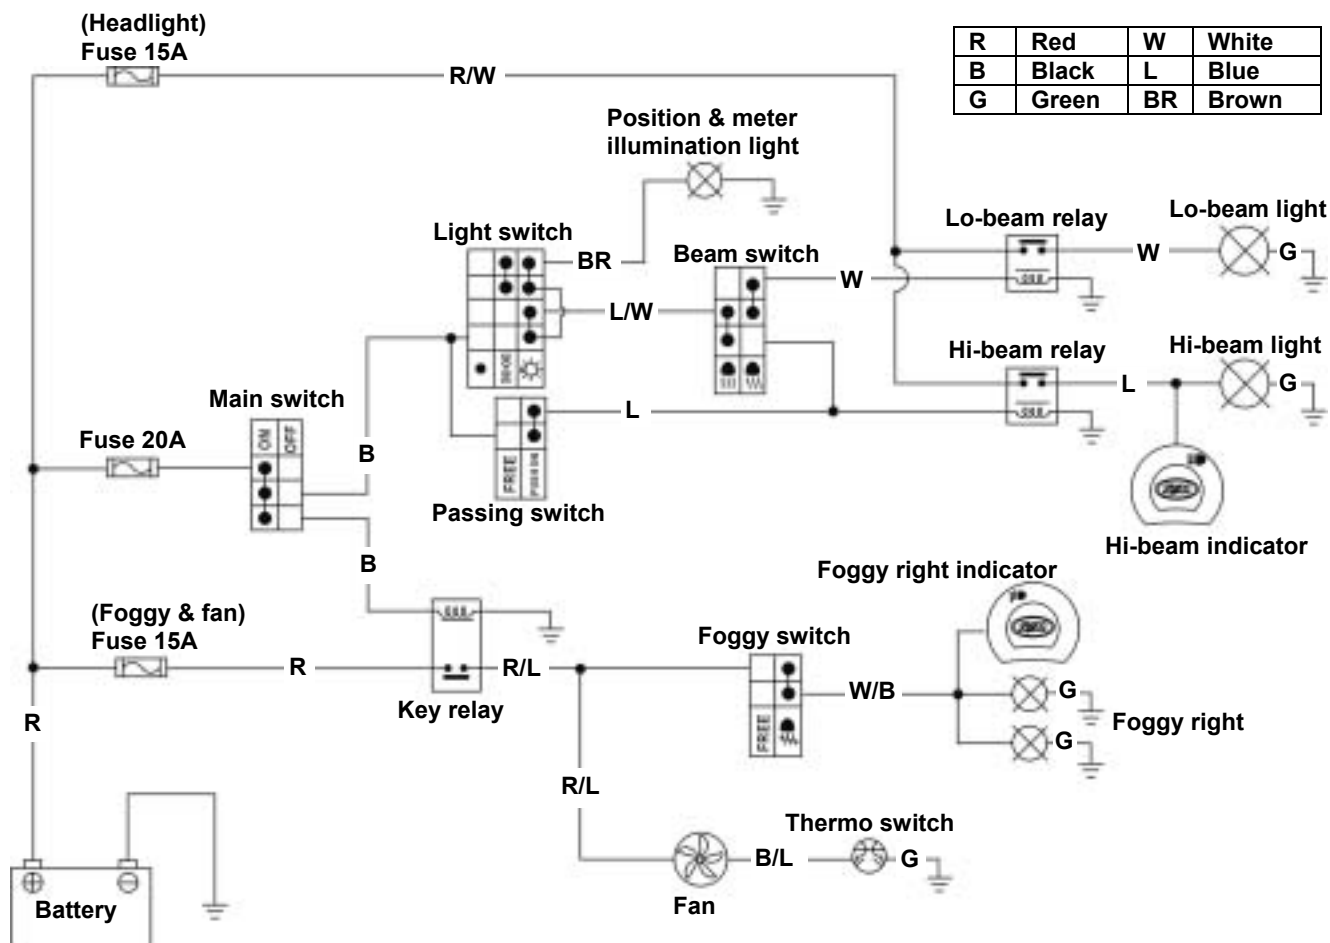 (Headlight)
Fuse 15A
R/W
R Red W White
B Black L Blue
G Green BR Brown
Position & meter
illumination light
Light switch
BR
Beam switch
L/W
W
Lo-beam relay
W
Lo-beam light
G
Hi-beam relay
L
Hi-beam light
G
Main switch
ON
OFF
Fuse 20A
B
L
FREE
PUSH ON
Passing switch
Hi-beam indicator
B
Foggy right indicator
(Foggy & fan)
Fuse 15A
R
R/L
Key relay
Foggy switch
FREE
W/B
G
G
Foggy right
R
R/L
Thermo switch
B/L
G
Fan
Battery